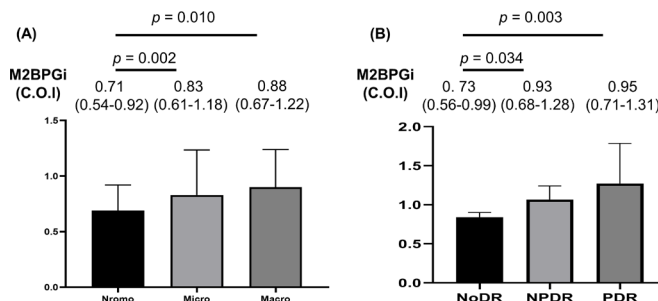 (A)
p = 0.010
p = 0.002
M2BPGi
(C.O.I)
0.71 0.83 0.88
(0.54-0.92) (0.61-1.18) (0.67-1.22)
1.5
1.0
0.5
0.0
Nromo Micro Macro
(B)
p = 0.003
p = 0.034
M2BPGi
(C.O.I)
0. 73 0.93 0.95
(0.56-0.99) (0.68-1.28) (0.71-1.31)
2.0
1.5
1.0
0.5
0.0
NoDR NPDR PDR